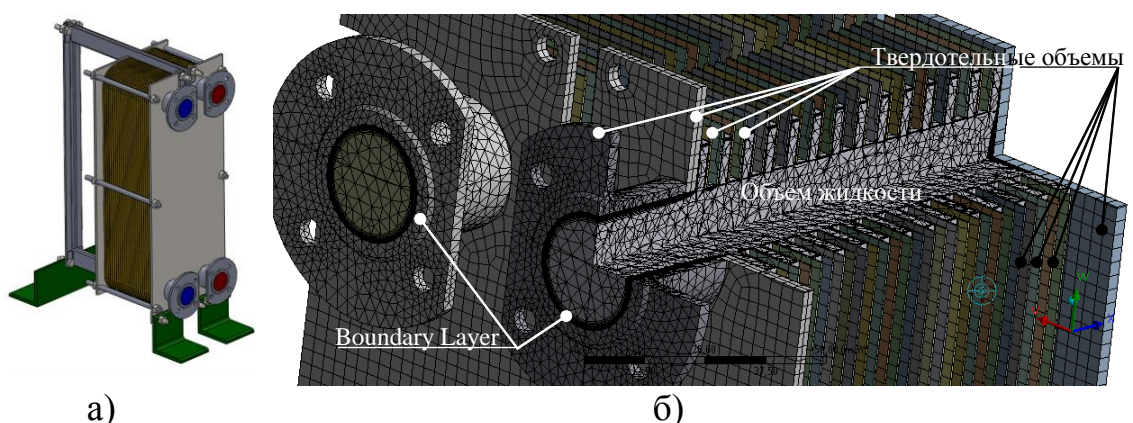 Твердотельные объемы
Объем жидкости
W
Boundary Layer
а)
б)